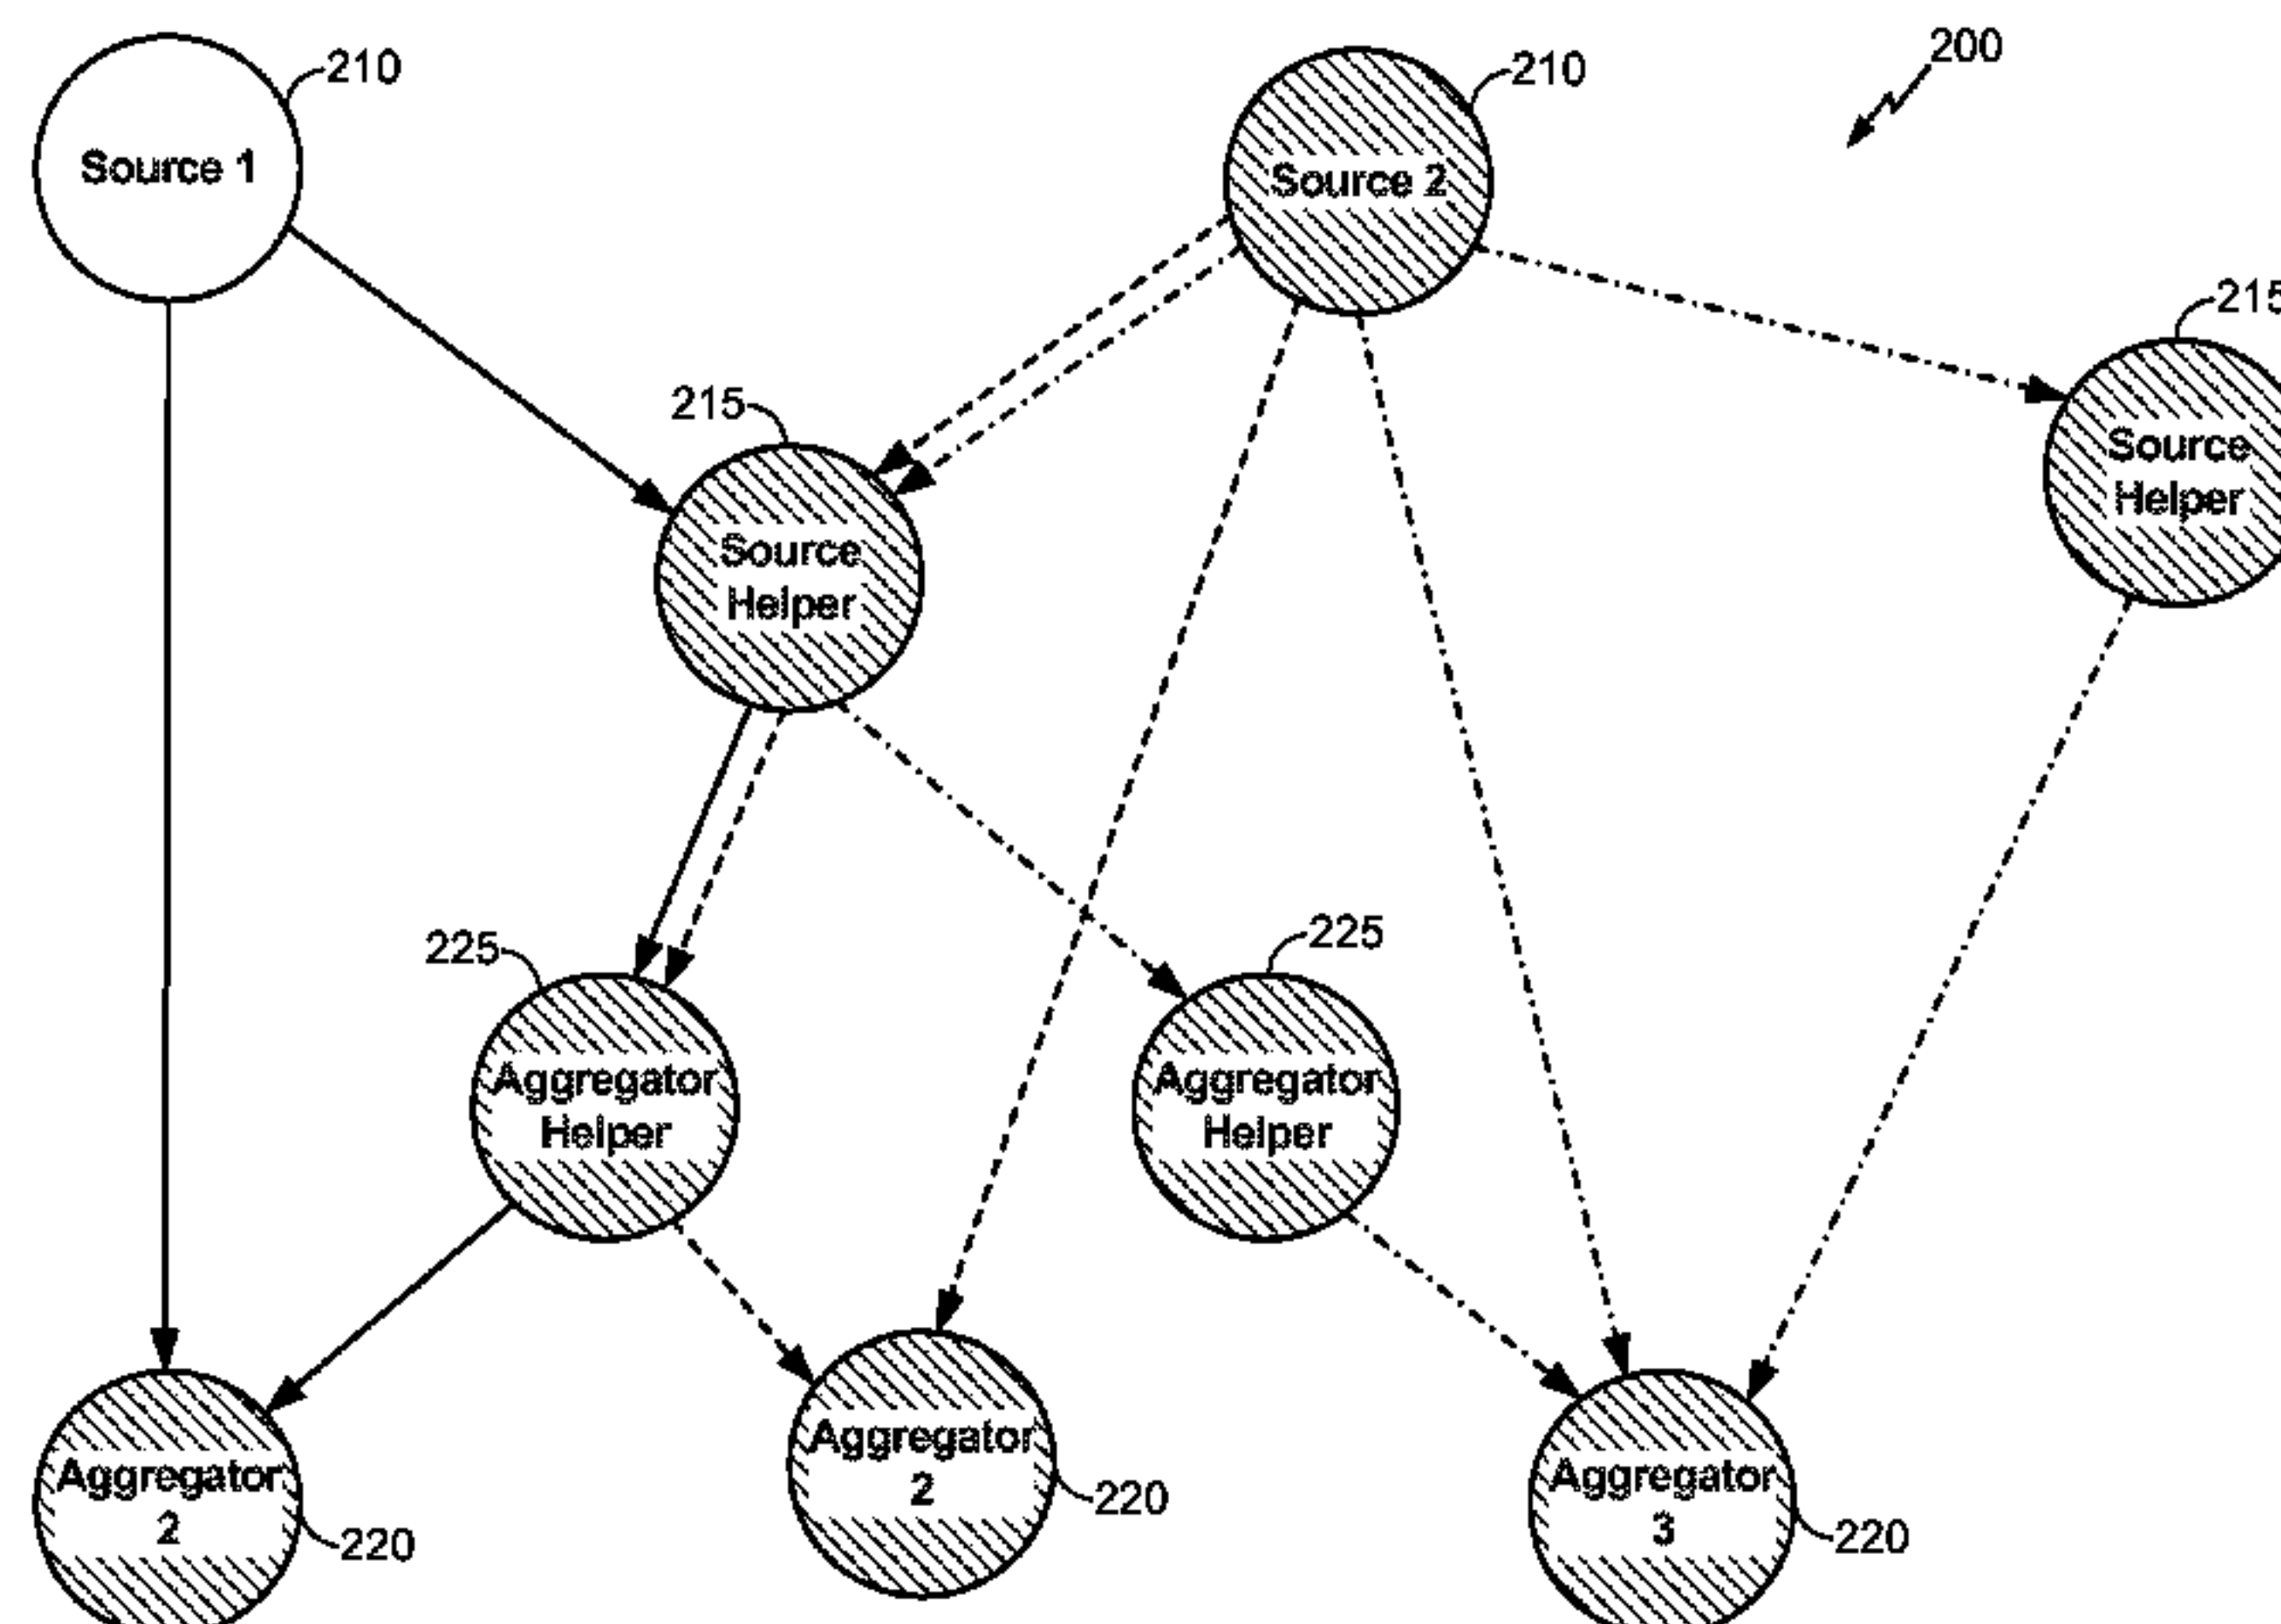 210
210
200
Source 1
Source 2
215
215
Source
Helper
Source
Helper
225
225
Aggregator
Helper
Aggregator
Helper
Aggregator
2
220
Aggregator
2
220
Aggregator
3
220